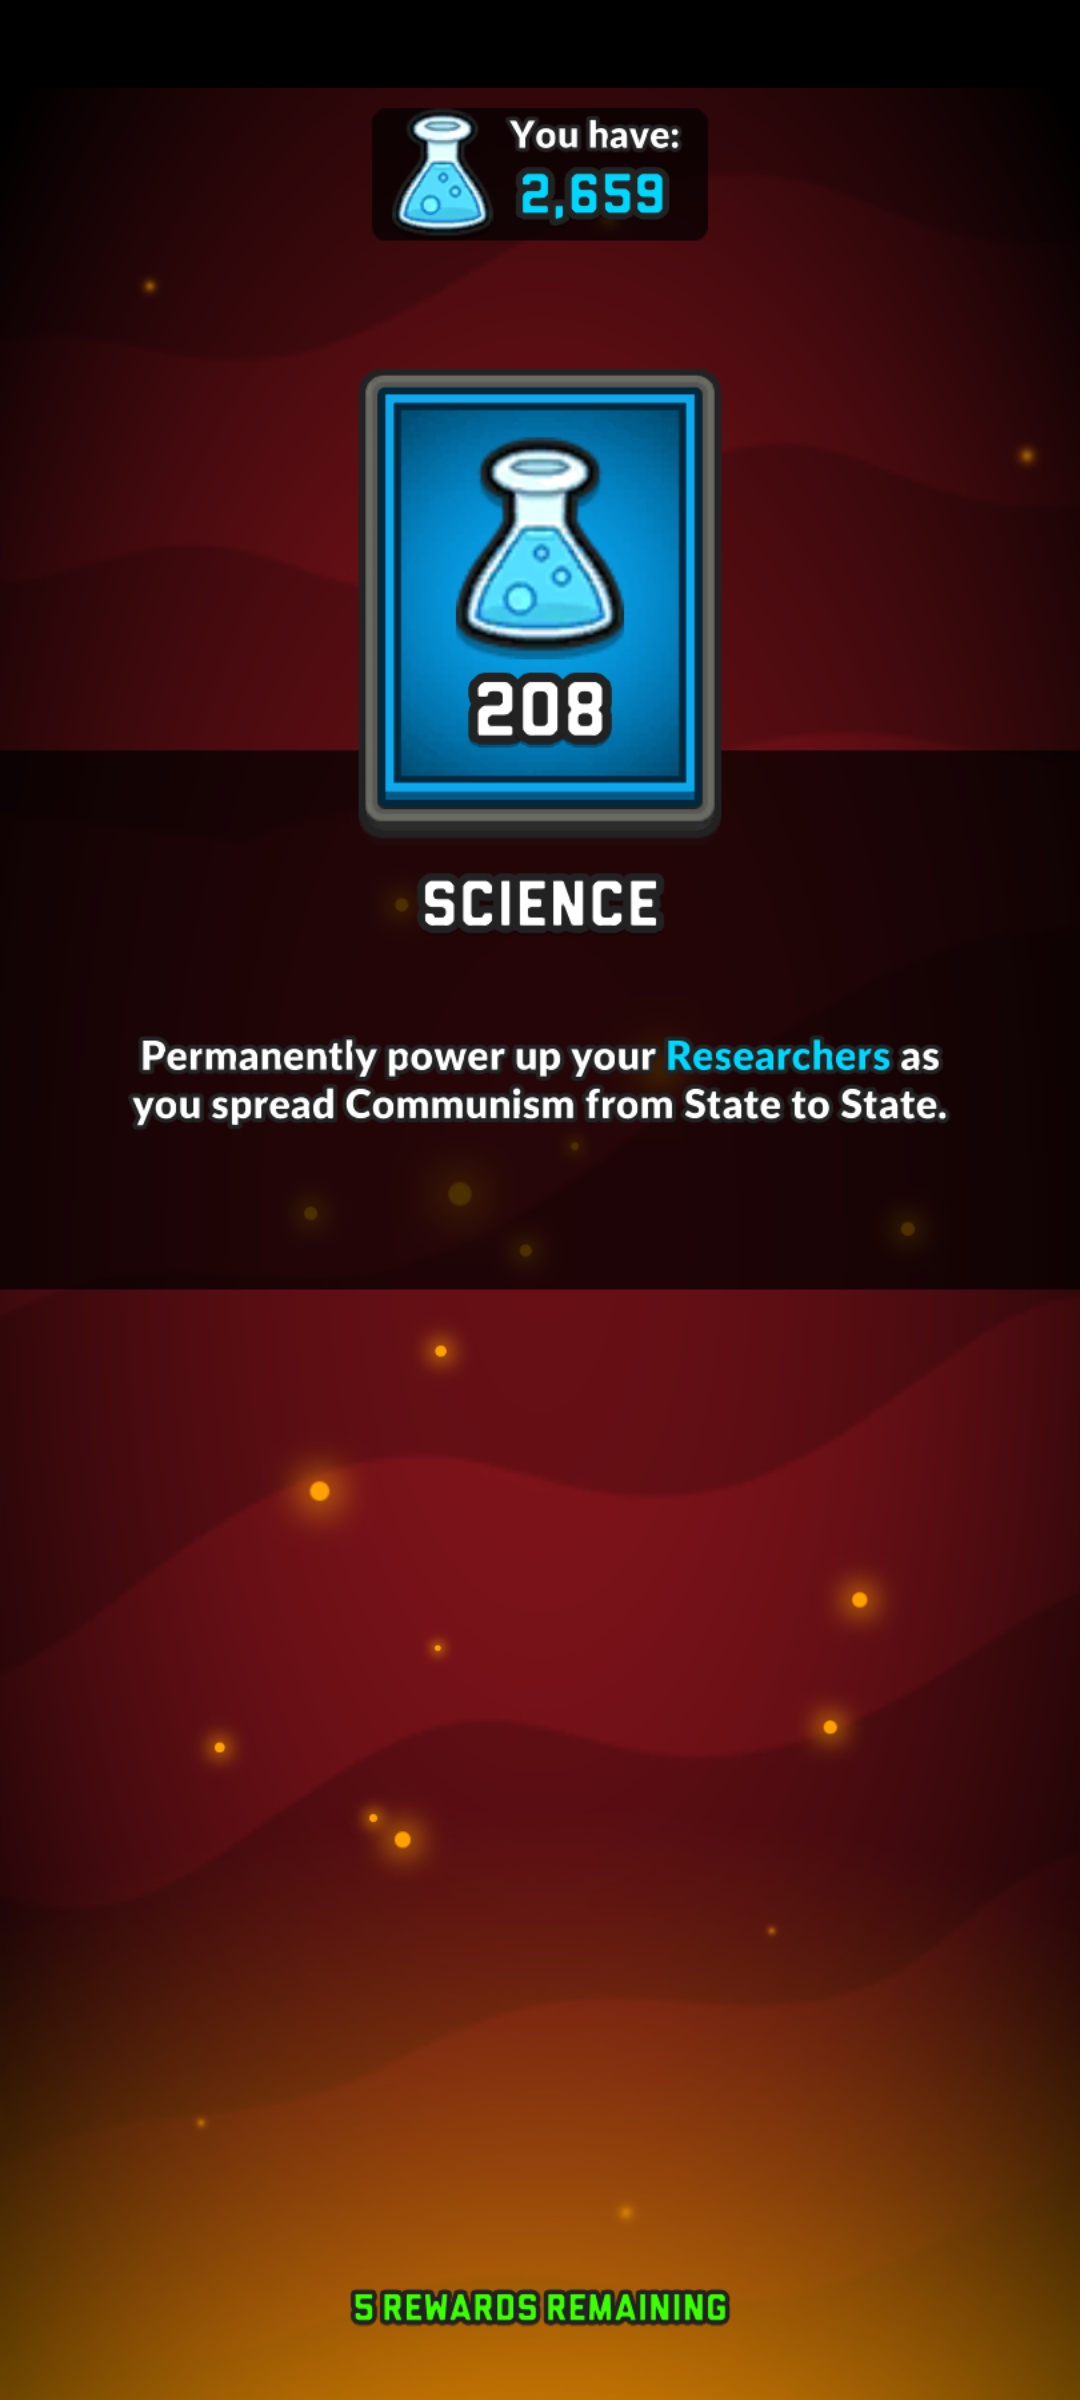 You have:
2,659
208
SCIENCE
Permanently power up your Researchers as
you spread Communism from State to State.
5 REWARDS REMAINING